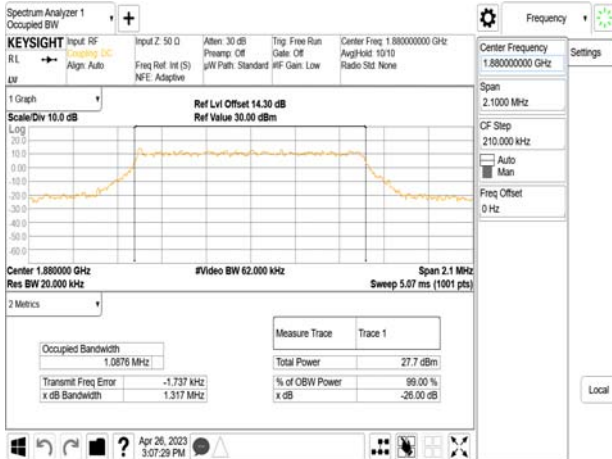 Spectrum Analyzer 1
Occupied BW
+
Frequency
KEYSIGHT
RL
Input: RF
Coupling: DC
Align: Auto
Input Z: 50 Ω
Freq Ref: Int (S)
NFE: Adaptive
Atten: 30 dB
Preamp: Off
µW Path: Standard
Trig: Free Run
Gate: Off
#IF Gain: Low
Center Freq: 1.880000000 GHz
Avg|Hold: 10/10
Radio Std: None
Center Frequency
1.880000000 GHz
Settings
Span
2.1000 MHz
CF Step
210.000 kHz
Auto
Man
Freq Offset
0 Hz
Local
1 Graph
Scale/Div 10.0 dB
Ref Lvl Offset 14.30 dB
Ref Value 30.00 dBm
Log
20.0
10.0
0.00
-10.0
-20.0
-30.0
-40.0
-50.0
-60.0
Center 1.880000 GHz
#Video BW 62.000 kHz
Span 2.1 MHz
Res BW 20.000 kHz
Sweep 5.07 ms (1001 pts)
2 Metrics
Measure Trace
Trace 1
Occupied Bandwidth
1.0876 MHz
Total Power
27.7 dBm
Transmit Freq Error
-1.737 kHz
% of OBW Power
99.00 %
x dB Bandwidth
1.317 MHz
x dB
-26.00 dB
?
Apr 26, 2023
3:07:29 PM